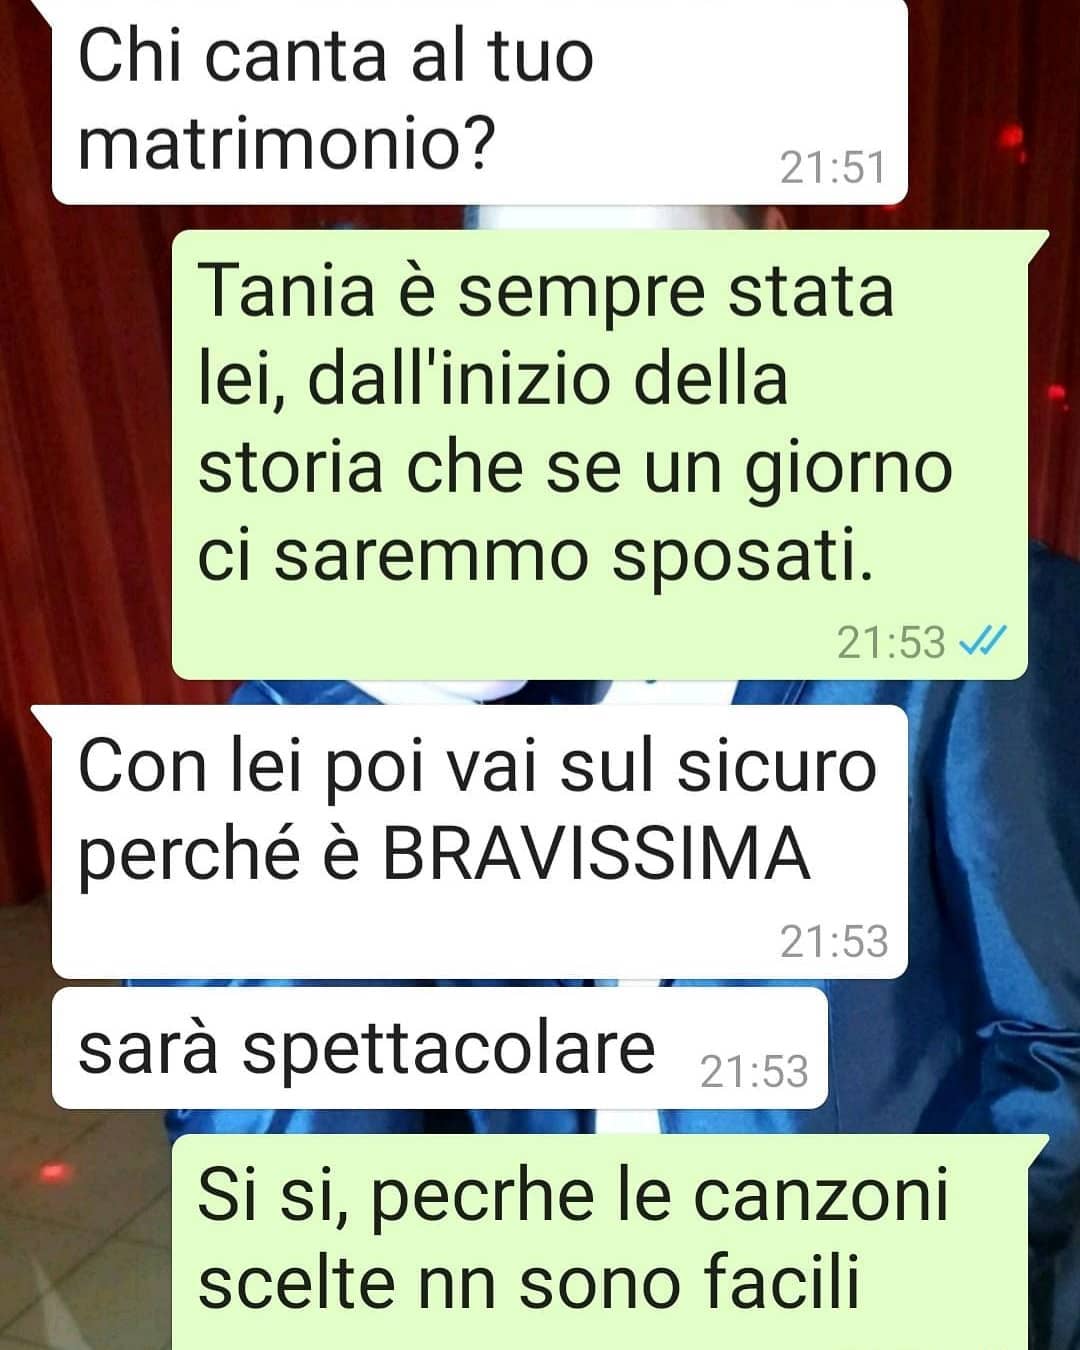 Chi canta al tuo
matrimonio?
21:51
Tania è sempre stata
lei, dall'inizio della
storia che se un giorno
ci saremmo sposati.
21:53
Con lei poi vai sul sicuro
perché è BRAVISSIMA
21:53
sarà spettacolare 21:53
Si si, pecrhe le canzoni
scelte nn sono facili